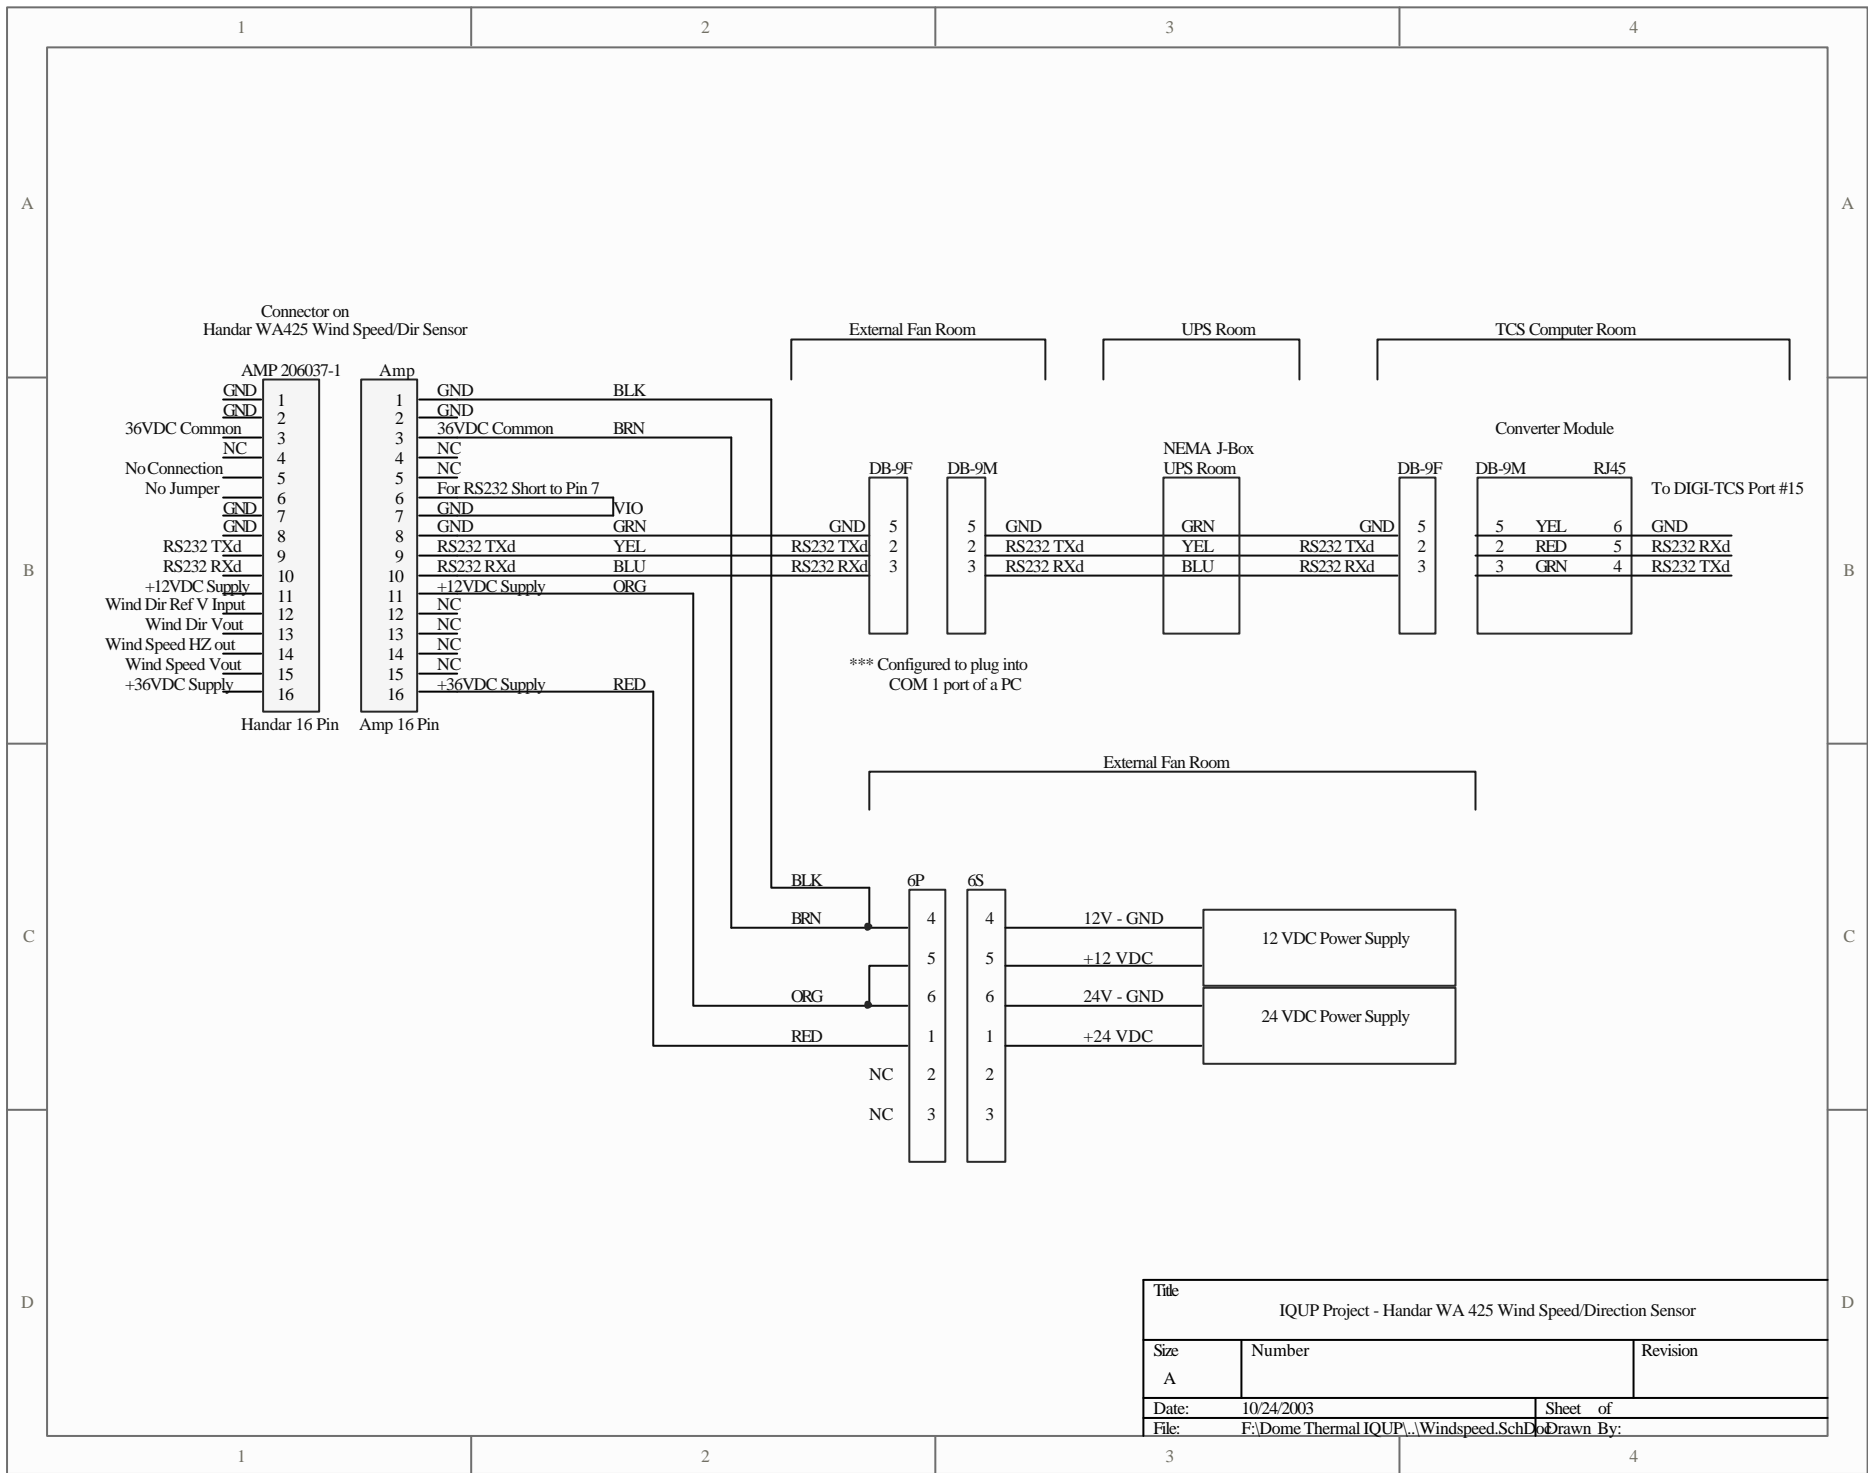 1 2 3 4
A A
Connector on
Handar WA425 Wind Speed/Dir Sensor
External Fan Room UPS Room TCS Computer Room
AMP 206037-1 Amp
GND 1 1 GND BLK
GND 2 2 GND
36VDC Common 3 3 36VDC Common BRN
NC 4 4 NC
No Connection 5 5 NC
No Jumper 6 6 For RS232 Short to Pin 7
GND 7 7 GND VIO
GND 8 8 GND GRN
RS232 TXd 9 9 RS232 TXd YEL
RS232 RXd 10 10 RS232 RXd BLU
+12VDC Supply 11 11 +12VDC Supply ORG
Wind Dir Ref V Input 12 12 NC
Wind Dir Vout 13 13 NC
Wind Speed HZ out 14 14 NC
Wind Speed Vout 15 15 NC
+36VDC Supply 16 16 +36VDC Supply RED
Handar 16 Pin Amp 16 Pin
Converter Module
NEMA J-Box
DB-9F DB-9M UPS Room DB-9F DB-9M RJ45
To DIGI-TCS Port #15
GND 5 5 GND GRN GND 5 5 YEL 6 GND
RS232 TXd 2 2 RS232 TXd YEL RS232 TXd 2 2 RED 5 RS232 RXd
RS232 RXd 3 3 RS232 RXd BLU RS232 RXd 3 3 GRN 4 RS232 TXd
B B
*** Configured to plug into
COM 1 port of a PC
External Fan Room
BLK 6P 6S
BRN 4 4 12V - GND
12 VDC Power Supply
5 5 +12 VDC
ORG 6 6 24V - GND
24 VDC Power Supply
RED 1 1 +24 VDC
NC 2 2
NC 3 3
C C
D D
Title
IQUP Project - Handar WA 425 Wind Speed/Direction Sensor
Size Number Revision
A
Date: 10/24/2003 Sheet of
File: F:\Dome Thermal IQUP\..\Windspeed.SchDoc Drawn By:
1 2 3 4